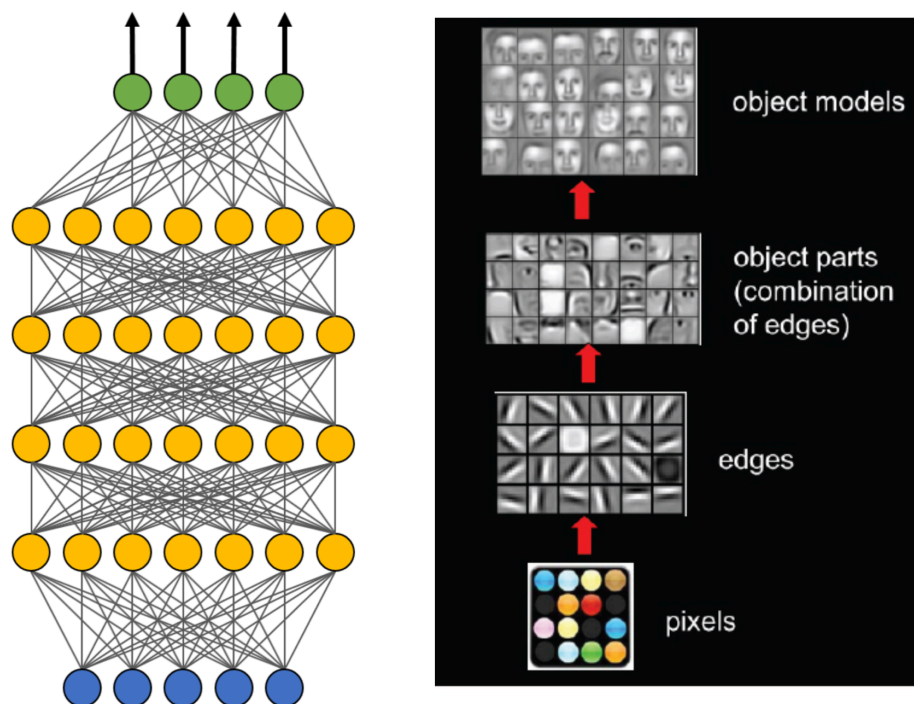 object models
object parts
(combination
of edges)
edges
pixels